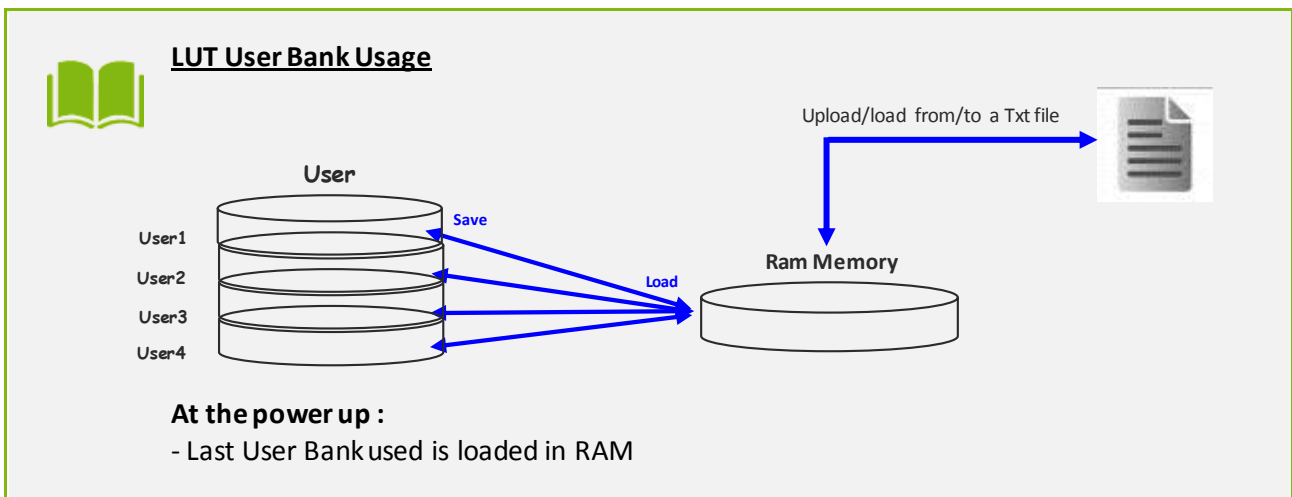 LUT User Bank Usage
Upload/load from/to a Txt file
User
User1
Save
User2
Ram Memory
Load
User3
User4
At the power up :
- Last User Bank used is loaded in RAM